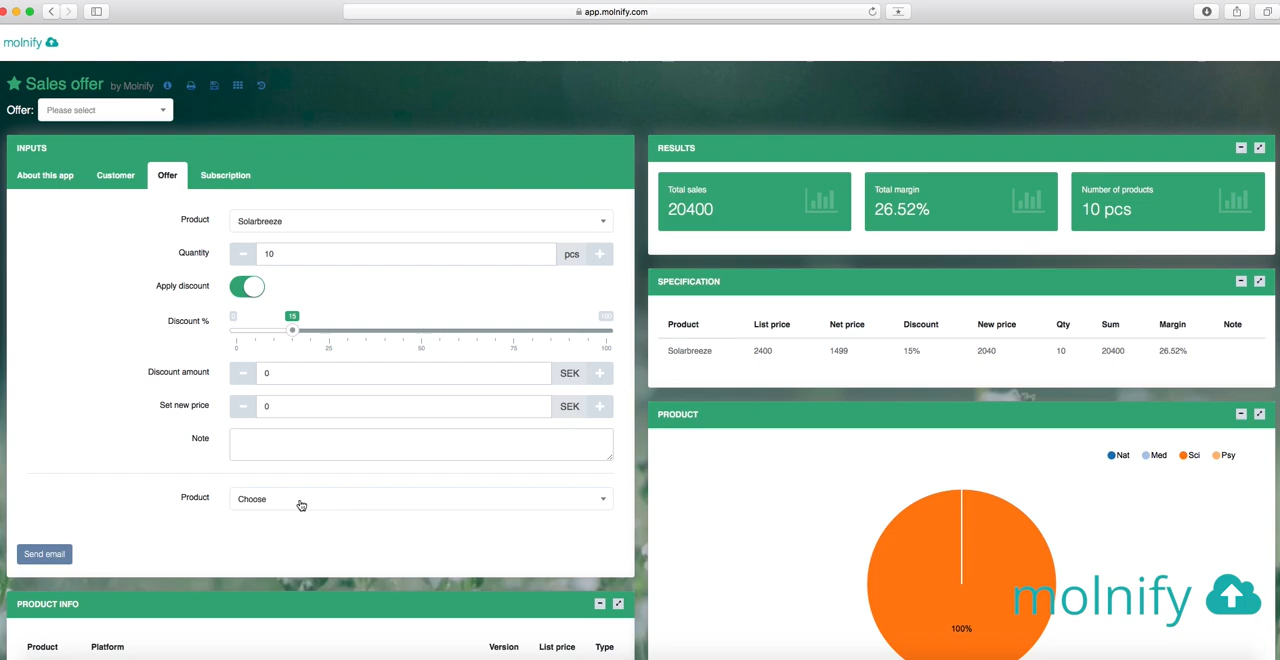 app.molnify.com
molnify
Sales offer by Molnify
Offer: Please select
INPUTS
About this app Customer Offer Subscription
Product Solarbreeze
Quantity 10 pcs
Apply discount
Discount % 0 15 100
0 25 50 75 100
Discount amount 0 SEK
Set new price 0 SEK
Note
Product Choose
Send email
PRODUCT INFO
Product Platform Version List price Type
RESULTS
Total sales
20400
Total margin
26.52%
Number of products
10 pcs
SPECIFICATION
Product List price Net price Discount New price Qty Sum Margin Note
Solarbreeze 2400 1499 15% 2040 10 20400 26.52%
PRODUCT
Nat Med Sci Psy
100%
molnify